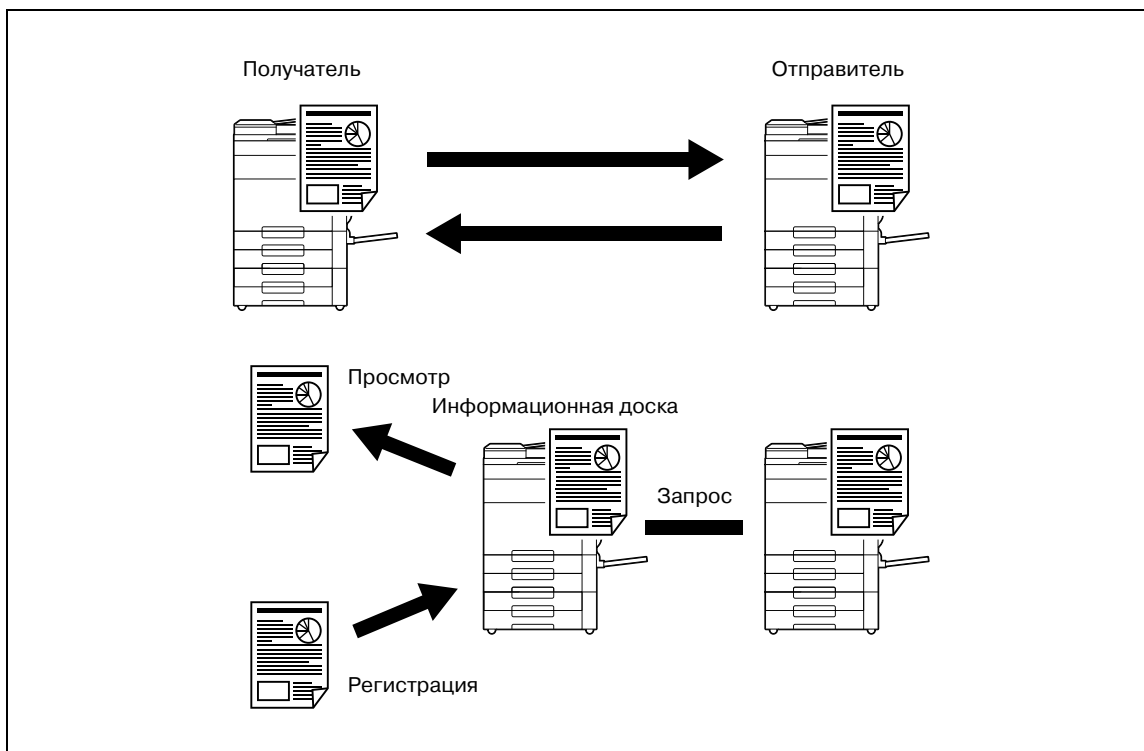 Получатель
Отправитель
Просмотр
Информационная доска
Запрос
Регистрация